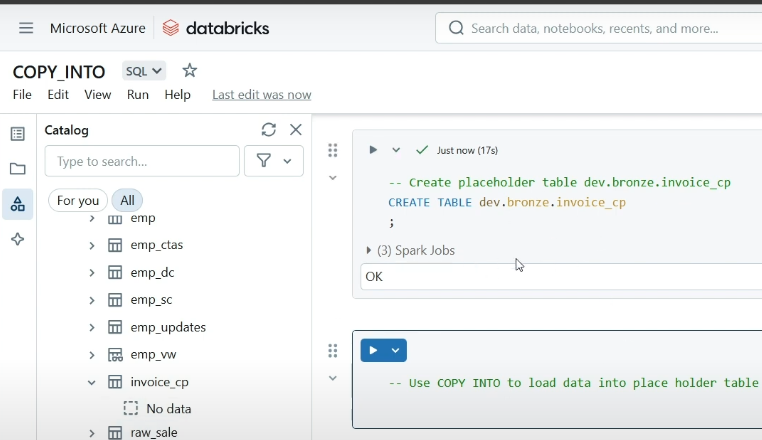 Microsoft Azure databricks Search data, notebooks, recents, and more...
COPY_INTO SQL
File Edit View Run Help Last edit was now
Catalog
Type to search...
For you All
emp
emp_ctas
emp_dc
emp_sc
emp_updates
emp_vw
invoice_cp
No data
raw_sale
Just now (17s)
-- Create placeholder table dev.bronze.invoice_cp
CREATE TABLE dev.bronze.invoice_cp
;
(3) Spark Jobs
OK
-- Use COPY INTO to load data into place holder table